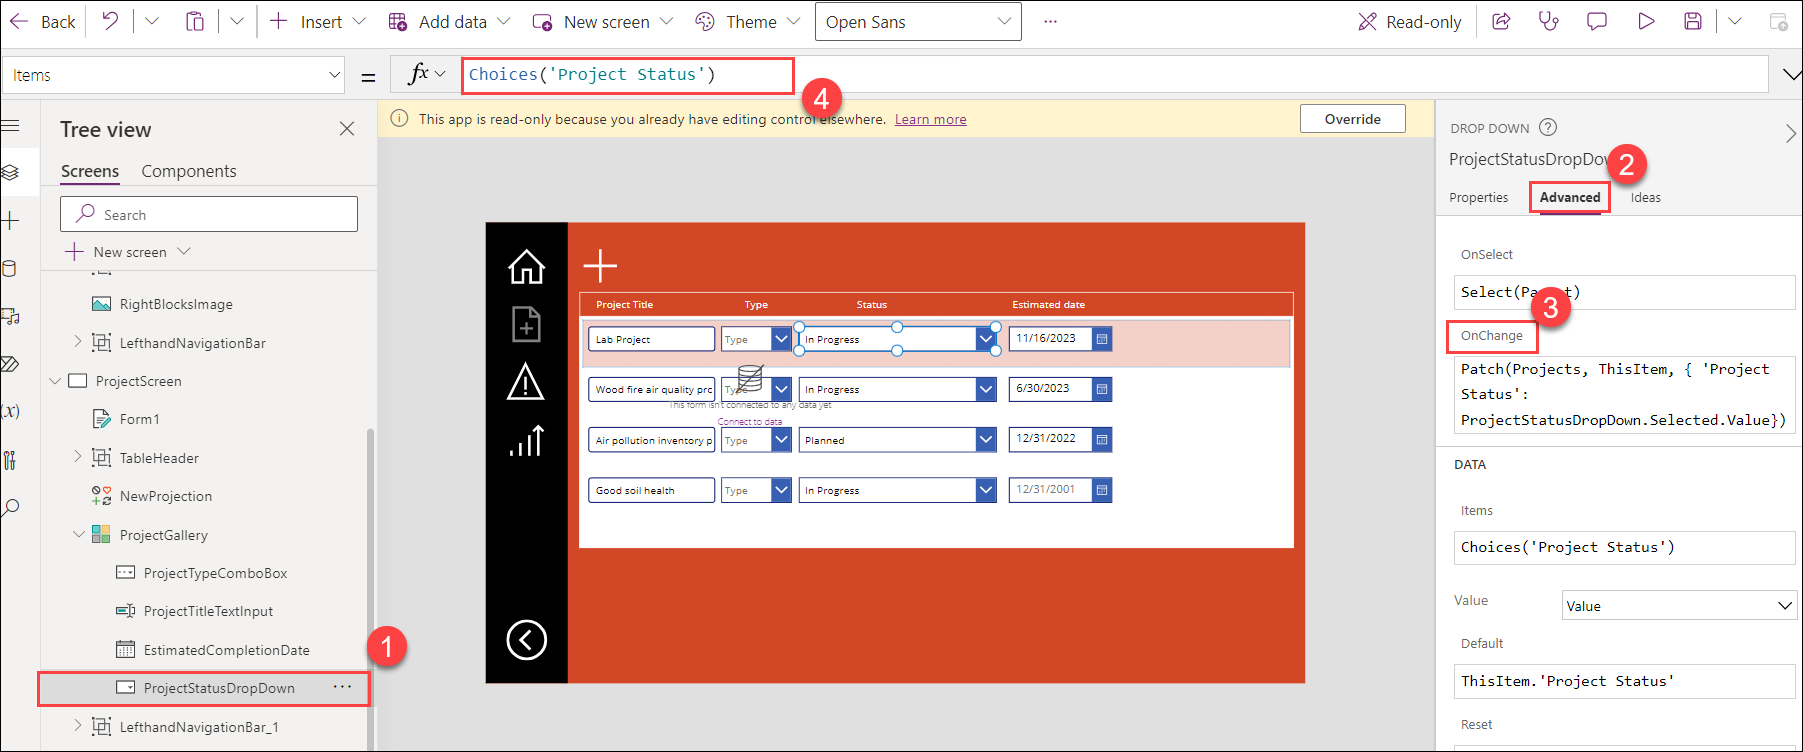 Back
Insert
Add data
New screen
Theme
Open Sans
Read-only
Items
=
fx
Choices('Project Status')
4
Tree view
Screens
Components
Search
New screen
RightBlocksImage
LefthandNavigationBar
ProjectScreen
Form1
TableHeader
NewProjection
ProjectGallery
ProjectTypeComboBox
ProjectTitleTextInput
EstimatedCompletionDate
1
ProjectStatusDropDown
LefthandNavigationBar_1
This app is read-only because you already have editing control elsewhere. Learn more
Override
Project Title Type Status Estimated date
Lab Project Type In Progress 11/16/2023
Wood fire air quality prc Type In Progress 6/30/2023
This form isn't connected to any data yet
Connect to data
Air pollution inventory p Type Planned 12/31/2022
Good soil health Type In Progress 12/31/2001
DROP DOWN
ProjectStatusDropDow
2
Properties
Advanced
Ideas
OnSelect
Select(Pa t)
3
OnChange
Patch(Projects, ThisItem, { 'Project
Status':
ProjectStatusDropDown.Selected.Value})
DATA
Items
Choices('Project Status')
Value
Value
Default
ThisItem.'Project Status'
Reset